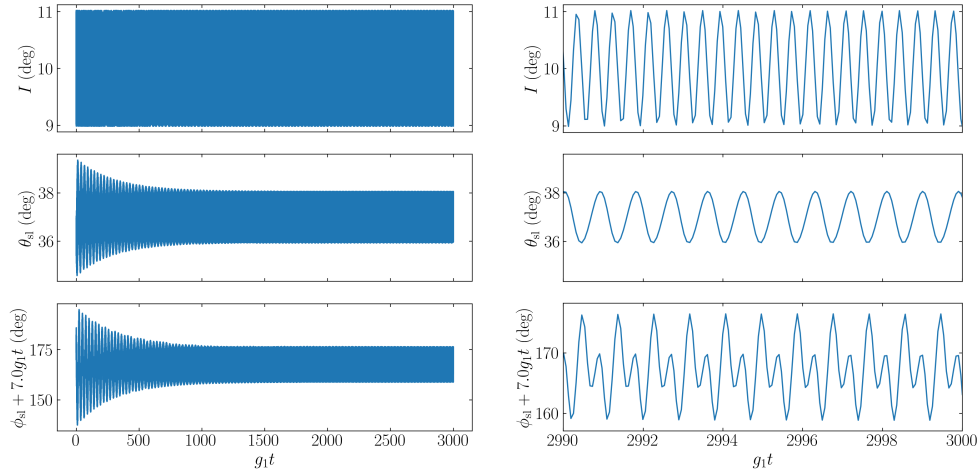 I (deg)
11
10
9
11
10
9
I (deg)
θsl (deg)
38
36
38
36
θsl (deg)
ϕsl + 7.0g₁t (deg)
175
150
170
160
ϕsl + 7.0g₁t (deg)
0 500 1000 1500 2000 2500 3000
2990 2992 2994 2996 2998 3000
g₁t
g₁t